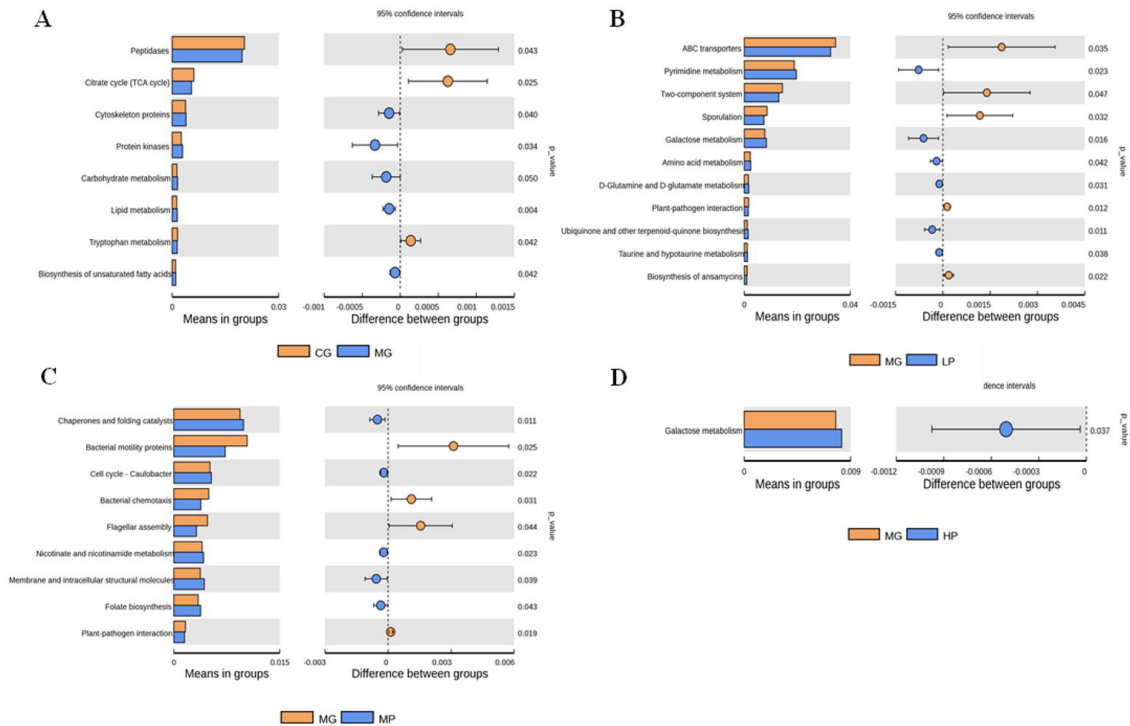 A
95% confidence intervals
Peptidases
0.043
Citrate cycle (TCA cycle)
0.025
Cytoskeleton proteins
0.040
Protein kinases
0.034
Carbohydrate metabolism
0.050
Lipid metabolism
0.004
Tryptophan metabolism
0.042
Biosynthesis of unsaturated fatty acids
0.042
p_value
0 0.03 -0.001 -0.0005 0 0.0005 0.001 0.0015
Means in groups Difference between groups
CG MG
B
95% confidence intervals
ABC transporters
0.035
Pyrimidine metabolism
0.023
Two-component system
0.047
Sporulation
0.032
Galactose metabolism
0.016
Amino acid metabolism
0.042
D-Glutamine and D-glutamate metabolism
0.031
Plant-pathogen interaction
0.012
Ubiquinone and other terpenoid-quinone biosynthesis
0.011
Taurine and hypotaurine metabolism
0.038
Biosynthesis of ansamycins
0.022
p_value
0 0.04 -0.0015 0 0.0015 0.003 0.0045
Means in groups Difference between groups
MG LP
C
95% confidence intervals
Chaperones and folding catalysts
0.011
Bacterial motility proteins
0.025
Cell cycle - Caulobacter
0.022
Bacterial chemotaxis
0.031
Flagellar assembly
0.044
Nicotinate and nicotinamide metabolism
0.023
Membrane and intracellular structural molecules
0.039
Folate biosynthesis
0.043
Plant-pathogen interaction
0.019
p_value
0 0.015 -0.003 0 0.003 0.006
Means in groups Difference between groups
MG MP
D
dence intervals
Galactose metabolism
0.037
p_value
0 0.009 -0.0012 -0.0009 -0.0006 -0.0003 0
Means in groups Difference between groups
MG HP